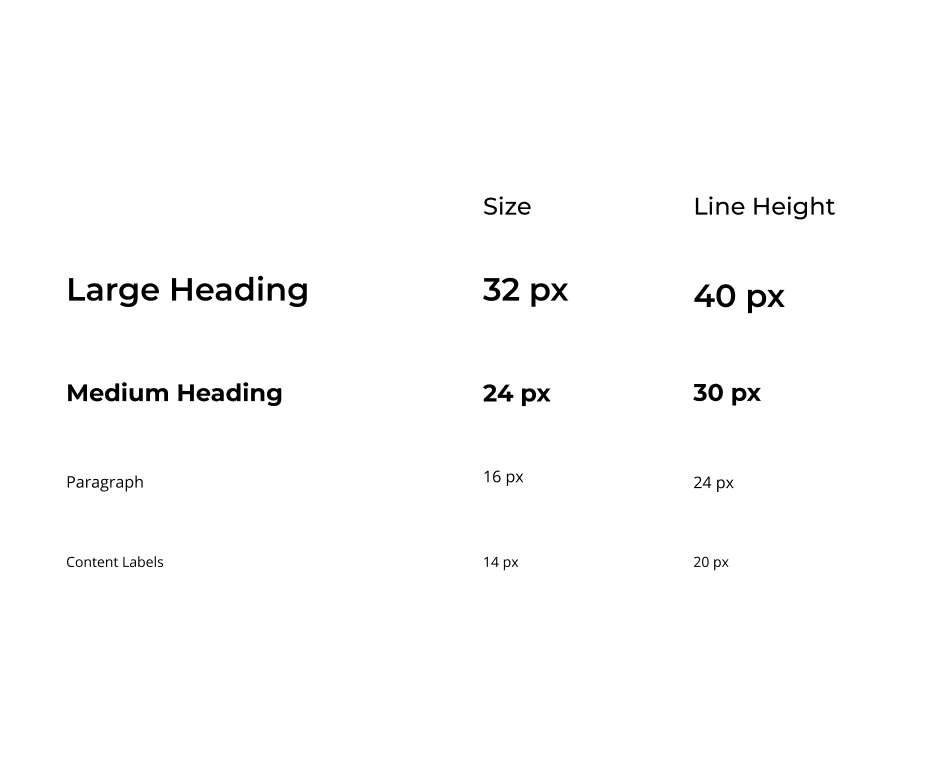 Size Line Height
Large Heading 32 px 40 px
Medium Heading 24 px 30 px
Paragraph 16 px 24 px
Content Labels 14 px 20 px